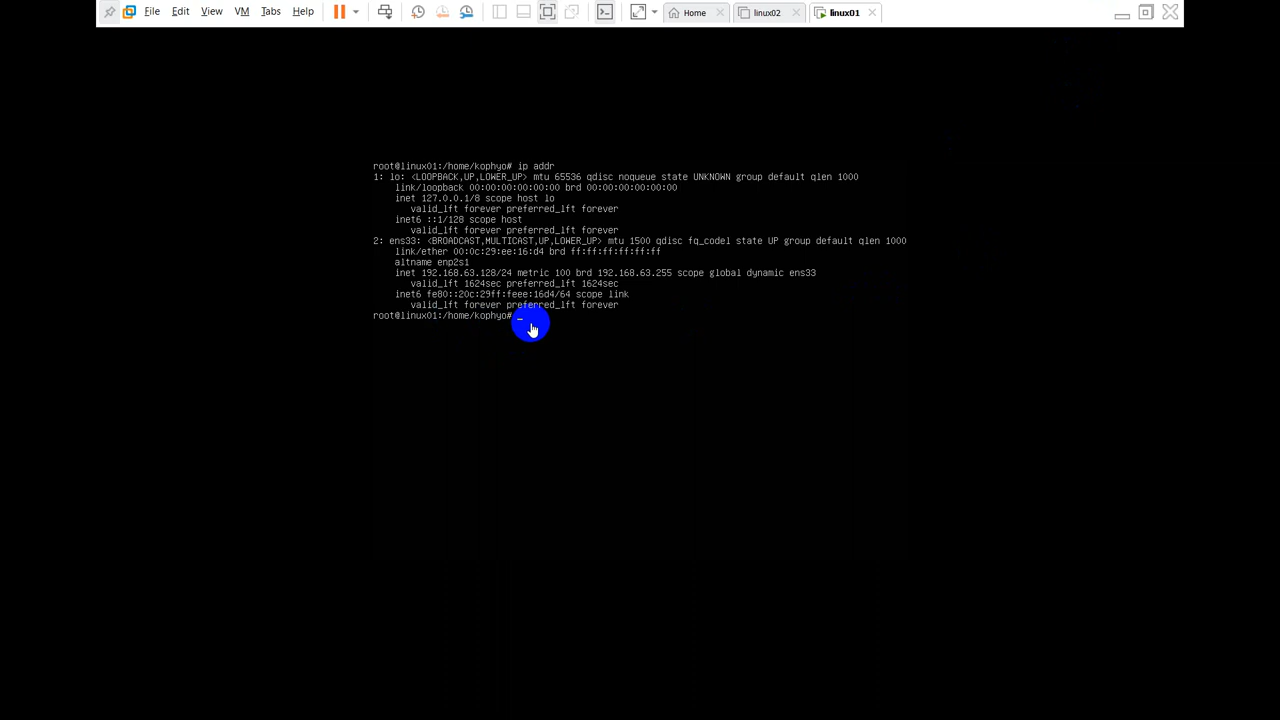 File Edit View VM Tabs Help Home linux02 linux01
root@linux01:/home/kophyo# ip addr
1: lo: <LOOPBACK,UP,LOWER_UP> mtu 65536 qdisc noqueue state UNKNOWN group default qlen 1000
link/loopback 00:00:00:00:00:00 brd 00:00:00:00:00:00
inet 127.0.0.1/8 scope host lo
valid_lft forever preferred_lft forever
inet6 ::1/128 scope host
valid_lft forever preferred_lft forever
2: ens33: <BROADCAST,MULTICAST,UP,LOWER_UP> mtu 1500 qdisc fq_codel state UP group default qlen 1000
link/ether 00:0c:29:ee:16:d4 brd ff:ff:ff:ff:ff:ff
altname enp2s1
inet 192.168.63.128/24 metric 100 brd 192.168.63.255 scope global dynamic ens33
valid_lft 1624sec preferred_lft 1624sec
inet6 fe80::20c:29ff:feee:16d4/64 scope link
valid_lft forever preferred_lft forever
root@linux01:/home/kophyo# _